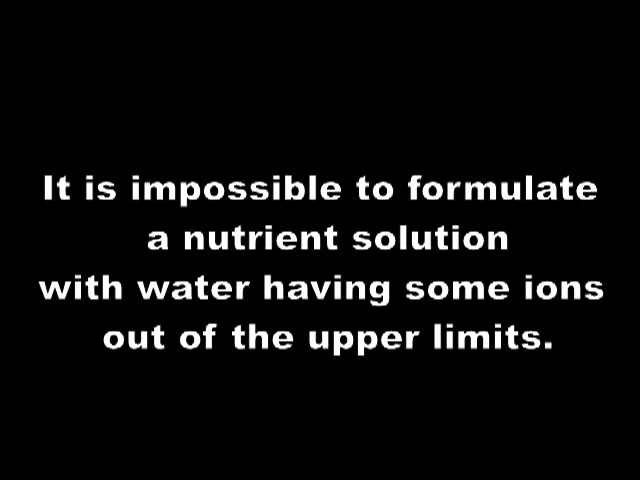 It is impossible to formulate
a nutrient solution
with water having some ions
out of the upper limits.